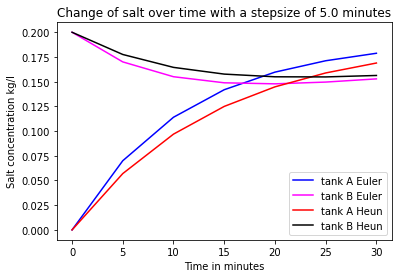 Change of salt over time with a stepsize of 5.0 minutes
Salt concentration kg/l
0.200
0.175
0.150
0.125
0.100
0.075
0.050
0.025
0.000
tank A Euler
tank B Euler
tank A Heun
tank B Heun
0 5 10 15 20 25 30
Time in minutes